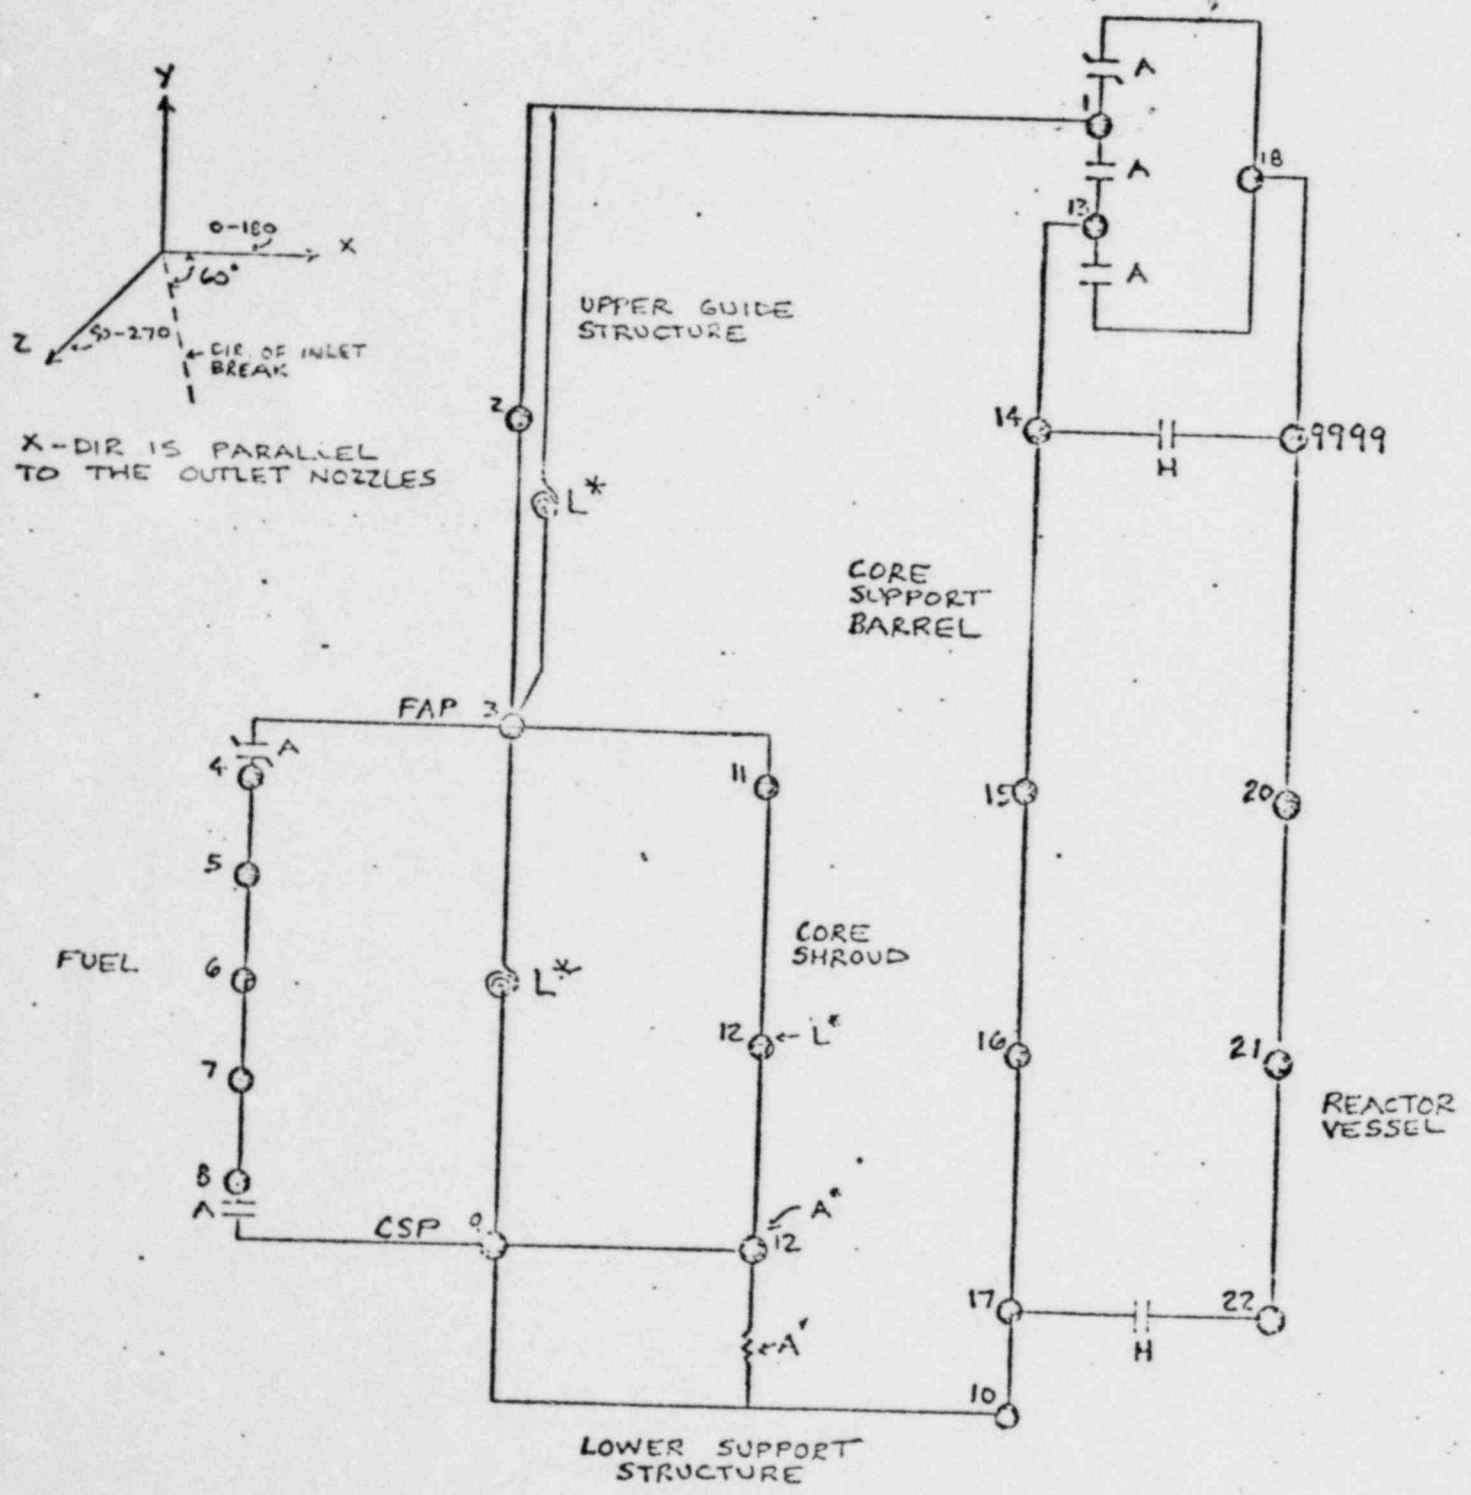 Y
A
1
0-180
X
60°
A
18
13
A
Z
90-270
DIR. OF INLET
BREAK
UPPER GUIDE
STRUCTURE
2
14
9999
H
X-DIR IS PARALLEL
TO THE OUTLET NOZZLES
L*
CORE
SUPPORT
BARREL
FAP 3
A
4
11
15
20
5
FUEL
6
L*
CORE
SHROUD
12
L*
16
21
7
REACTOR
VESSEL
8
A
CSP
9
A*
12
17
22
H
A*
10
LOWER SUPPORT
STRUCTURE